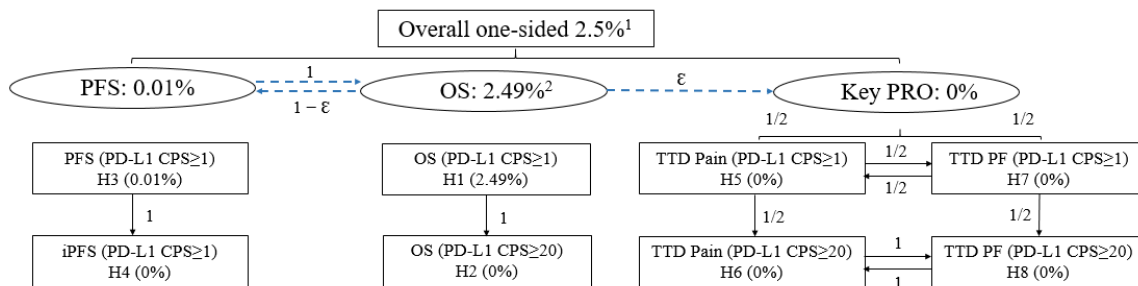 Overall one-sided 2.5%¹
PFS: 0.01%
1
1 − ε
OS: 2.49%²
ε
Key PRO: 0%
1/2
1/2
PFS (PD-L1 CPS≥1)
H3 (0.01%)
OS (PD-L1 CPS≥1)
H1 (2.49%)
TTD Pain (PD-L1 CPS≥1)
H5 (0%)
1/2
1/2
TTD PF (PD-L1 CPS≥1)
H7 (0%)
1
1
1/2
1/2
iPFS (PD-L1 CPS≥1)
H4 (0%)
OS (PD-L1 CPS≥20)
H2 (0%)
TTD Pain (PD-L1 CPS≥20)
H6 (0%)
1
1
TTD PF (PD-L1 CPS≥20)
H8 (0%)